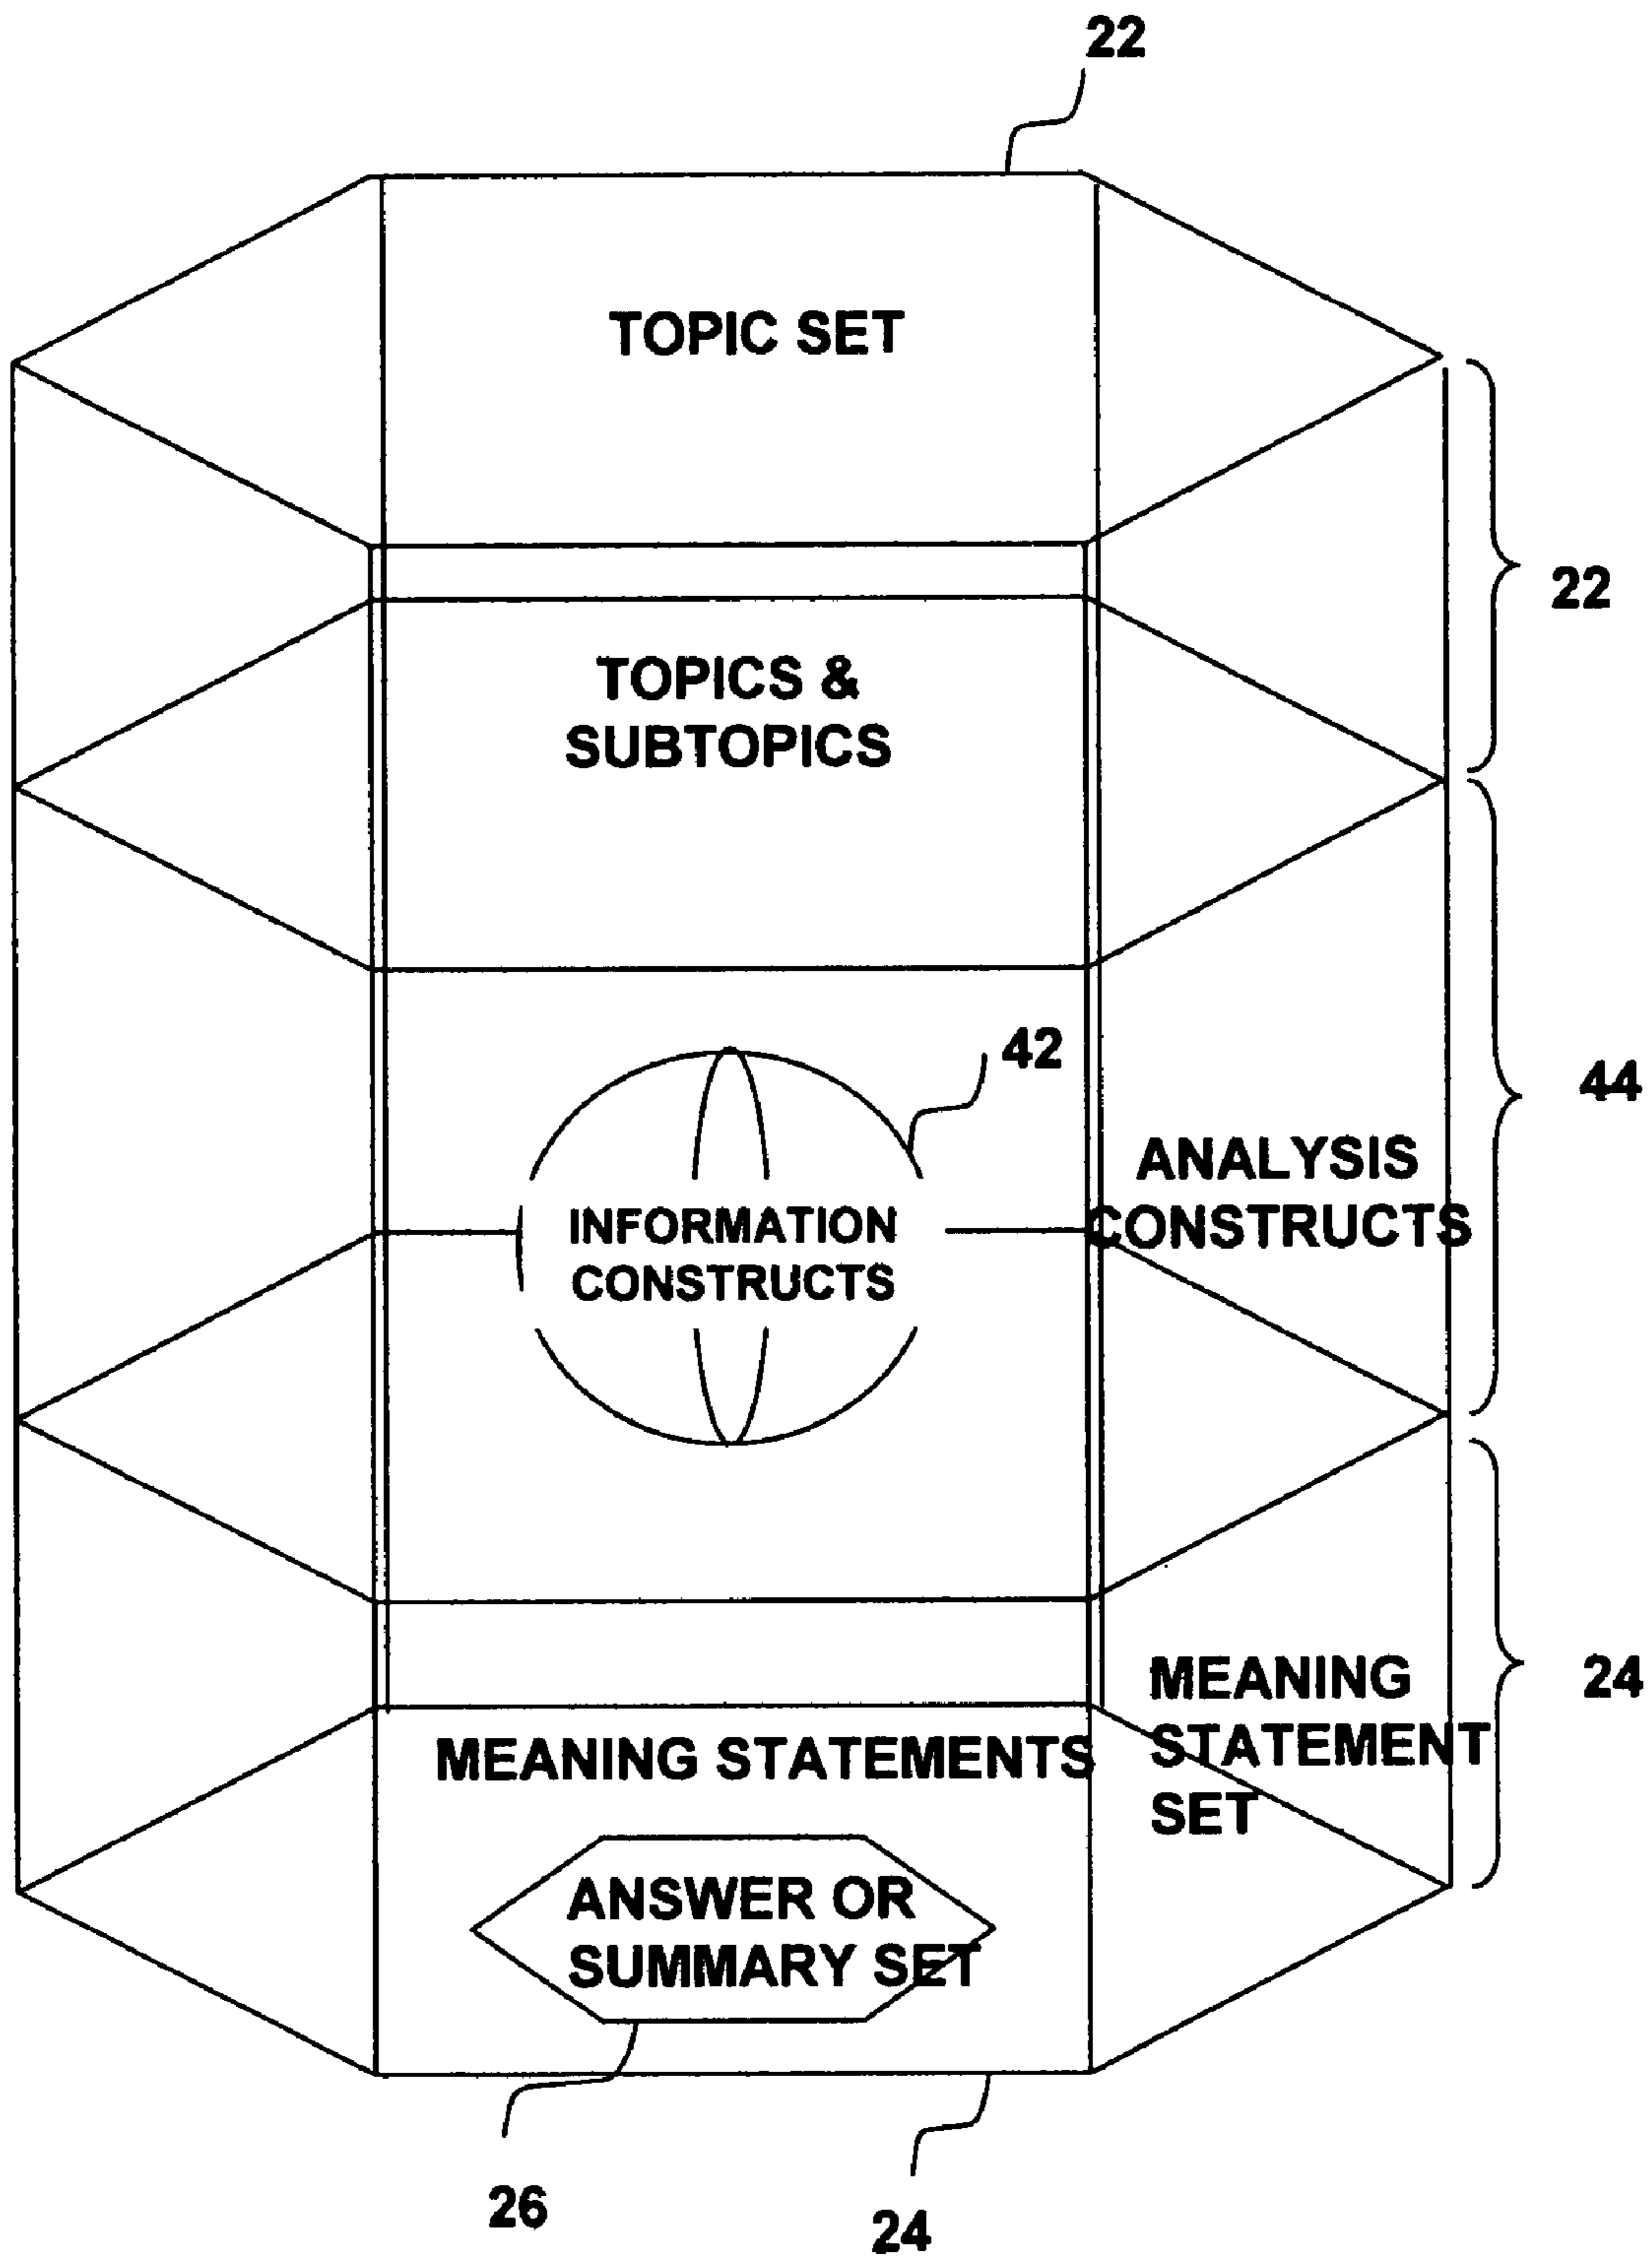 22
TOPIC SET
22
TOPICS &
SUBTOPICS
42
44
ANALYSIS
CONSTRUCTS
INFORMATION
CONSTRUCTS
24
MEANING
STATEMENT
SET
MEANING STATEMENTS
ANSWER OR
SUMMARY SET
26
24